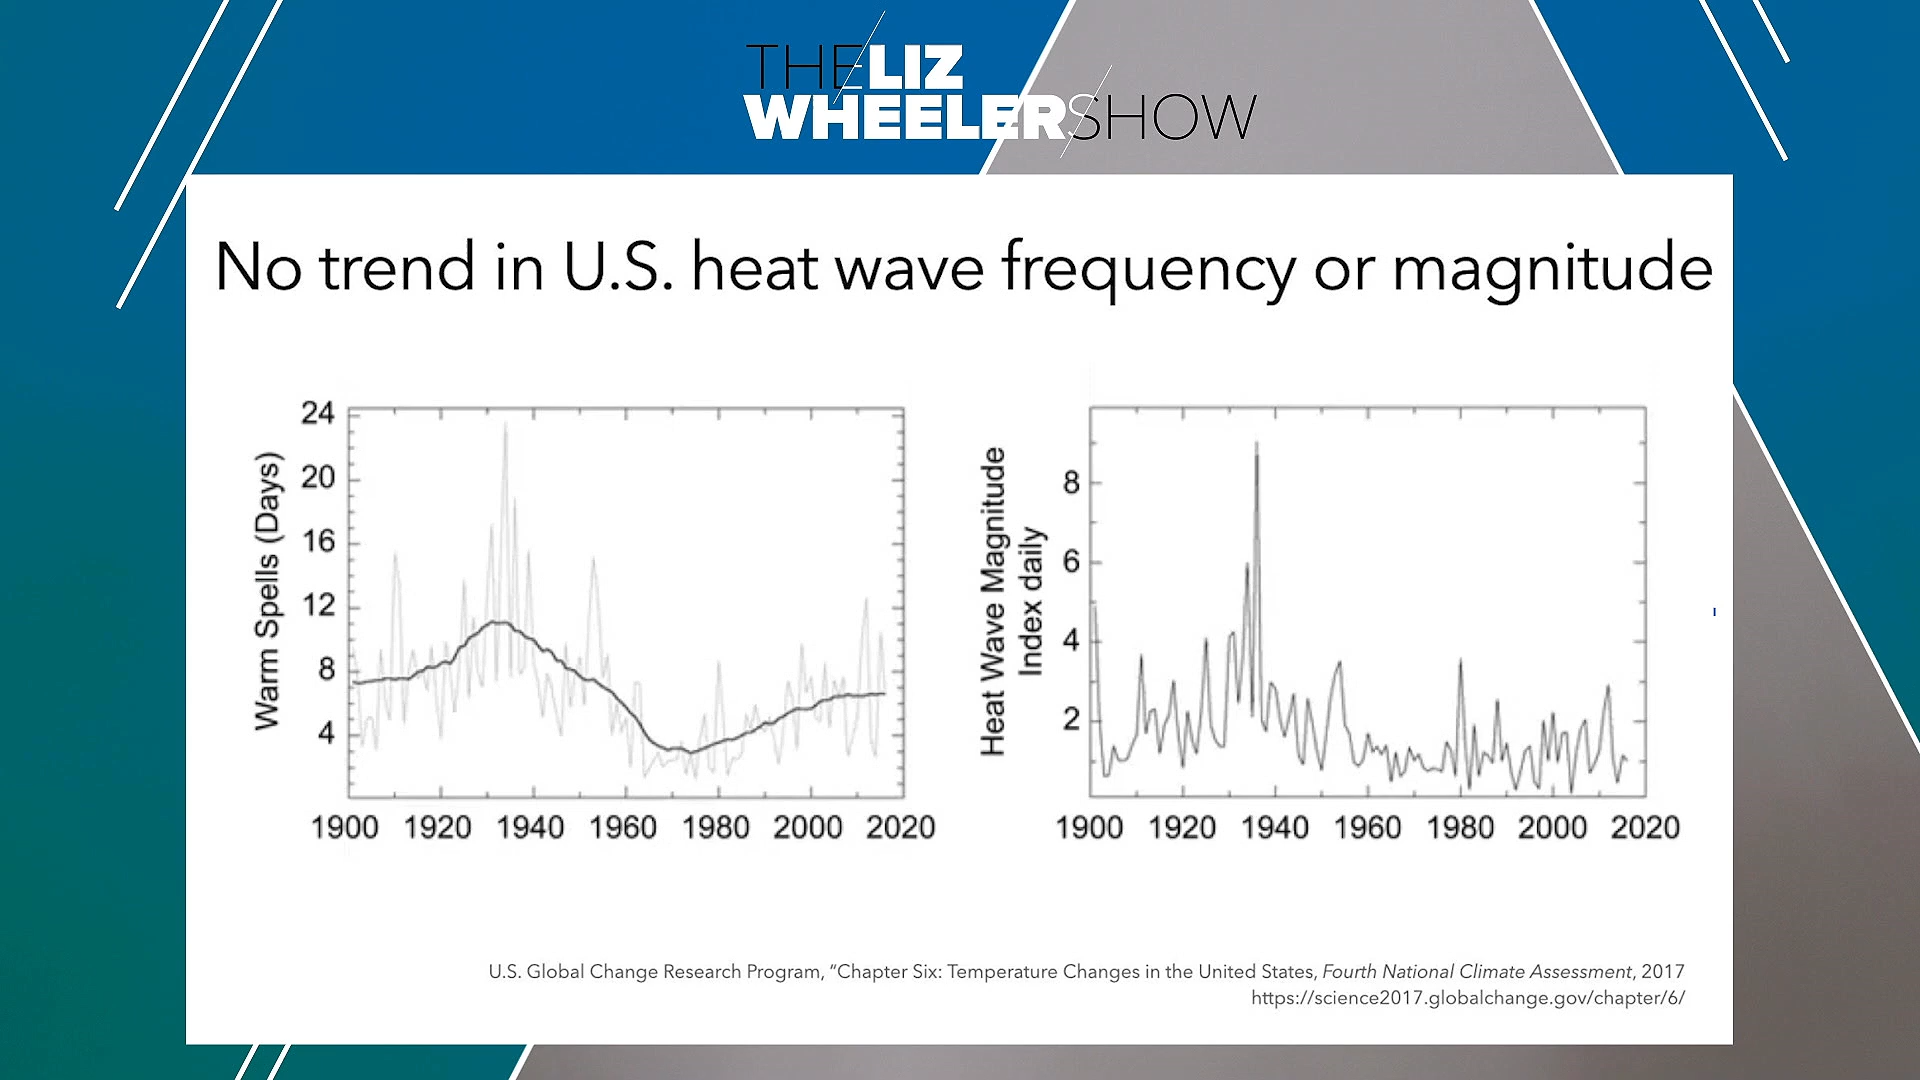 THE LIZ
WHEELER SHOW
No trend in U.S. heat wave frequency or magnitude
Warm Spells (Days)
24
20
16
12
8
4
1900 1920 1940 1960 1980 2000 2020
Heat Wave Magnitude
Index daily
8
6
4
2
1900 1920 1940 1960 1980 2000 2020
U.S. Global Change Research Program, “Chapter Six: Temperature Changes in the United States, Fourth National Climate Assessment, 2017
https://science2017.globalchange.gov/chapter/6/